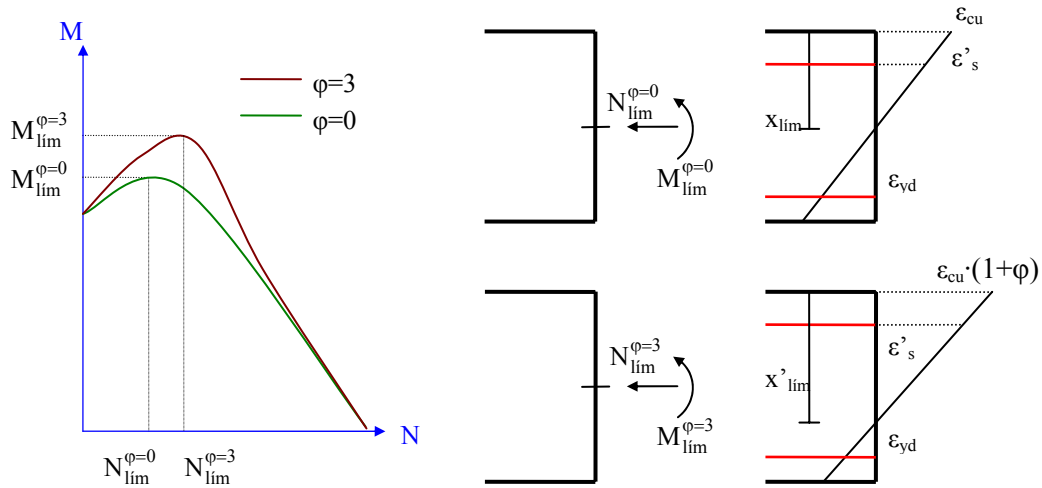 M
φ=3
φ=0
M_lím^φ=3
M_lím^φ=0
N
N_lím^φ=0
N_lím^φ=3
N_lím^φ=0
M_lím^φ=0
ε_cu
ε'_s
x_lím
ε_yd
N_lím^φ=3
M_lím^φ=3
ε_cu·(1+φ)
ε'_s
x'_lím
ε_yd